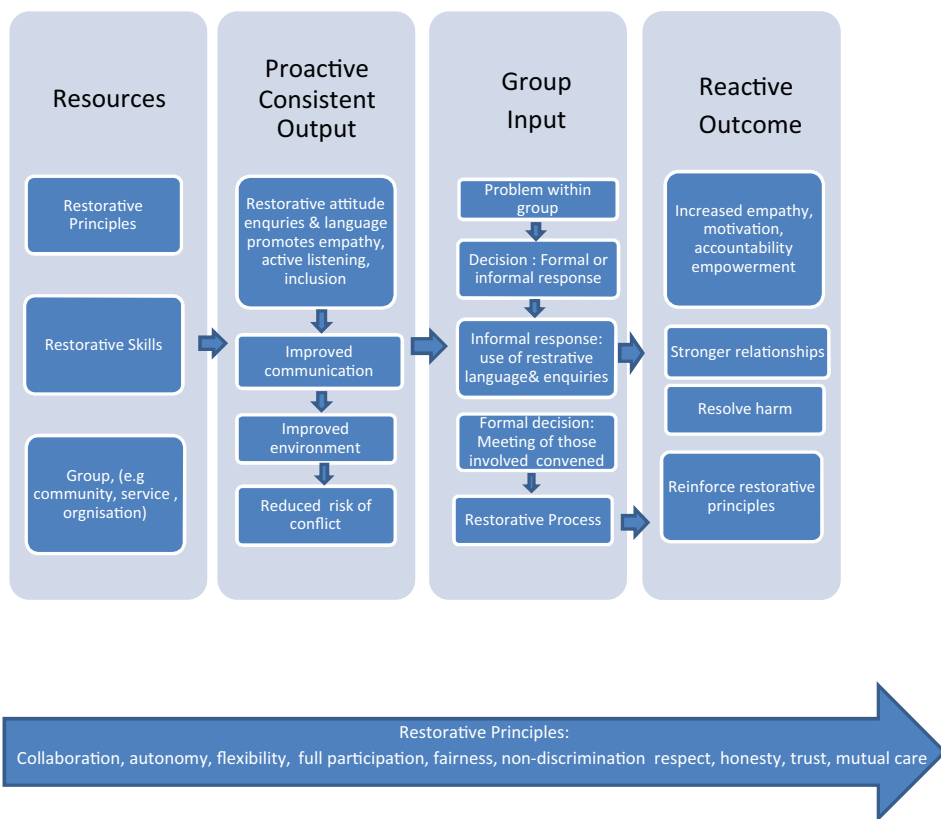 Resources
Restorative
Principles
Restorative Skills
Group, (e.g
community, service ,
orgnisation)
Proactive
Consistent
Output
Restorative attitude
enquries & language
promotes empathy,
active listening,
inclusion
Improved
communication
Improved
environment
Reduced risk of
conflict
Group
Input
Problem within
group
Decision : Formal or
informal response
Informal response:
use of restrative
language& enquiries
Formal decision:
Meeting of those
involved convened
Restorative Process
Reactive
Outcome
Increased empathy,
motivation,
accountability
empowerment
Stronger relationships
Resolve harm
Reinforce restorative
principles
Restorative Principles:
Collaboration, autonomy, flexibility, full participation, fairness, non-discrimination respect, honesty, trust, mutual care